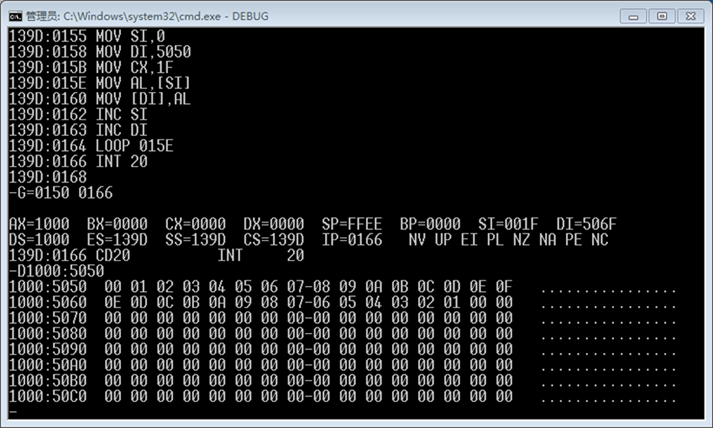 管理员: C:\Windows\system32\cmd.exe - DEBUG
139D:0155 MOV SI,0
139D:0158 MOV DI,5050
139D:015B MOV CX,1F
139D:015E MOV AL,[SI]
139D:0160 MOV [DI],AL
139D:0162 INC SI
139D:0163 INC DI
139D:0164 LOOP 015E
139D:0166 INT 20
139D:0168
-G=0150 0166
AX=1000  BX=0000  CX=0000  DX=0000  SP=FFEE  BP=0000  SI=001F  DI=506F
DS=1000  ES=139D  SS=139D  CS=139D  IP=0166   NV UP EI PL NZ NA PE NC
139D:0166 CD20          INT     20
-D1000:5050
1000:5050  00 01 02 03 04 05 06 07-08 09 0A 0B 0C 0D 0E 0F   ................
1000:5060  0E 0D 0C 0B 0A 09 08 07-06 05 04 03 02 01 00 00   ................
1000:5070  00 00 00 00 00 00 00 00-00 00 00 00 00 00 00 00   ................
1000:5080  00 00 00 00 00 00 00 00-00 00 00 00 00 00 00 00   ................
1000:5090  00 00 00 00 00 00 00 00-00 00 00 00 00 00 00 00   ................
1000:50A0  00 00 00 00 00 00 00 00-00 00 00 00 00 00 00 00   ................
1000:50B0  00 00 00 00 00 00 00 00-00 00 00 00 00 00 00 00   ................
1000:50C0  00 00 00 00 00 00 00 00-00 00 00 00 00 00 00 00   ................
-